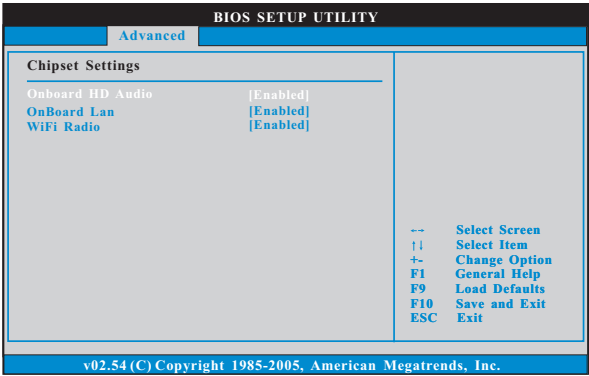 BIOS SETUP UTILITY
Advanced
Chipset Settings
Onboard HD Audio [Enabled]
OnBoard Lan [Enabled]
WiFi Radio [Enabled]
←→ Select Screen
↑↓ Select Item
+- Change Option
F1 General Help
F9 Load Defaults
F10 Save and Exit
ESC Exit
v02.54 (C) Copyright 1985-2005, American Megatrends, Inc.